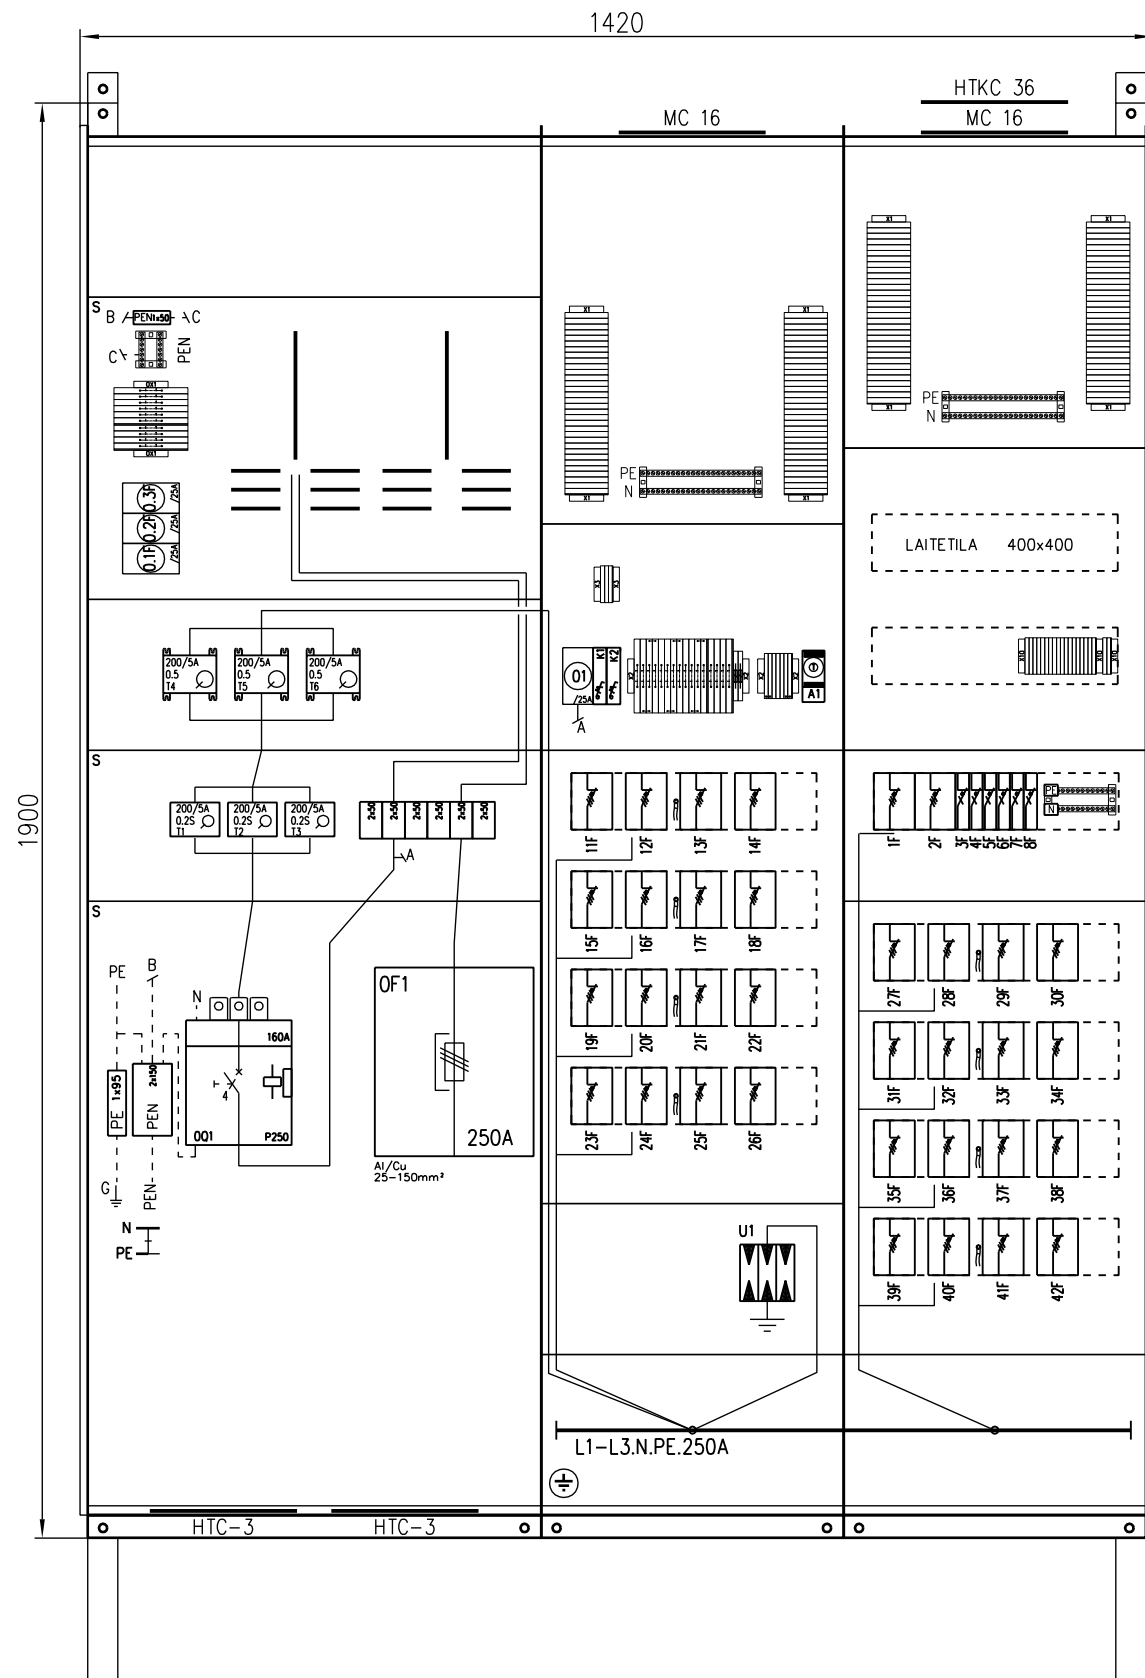 1420
HTKC 36
MC 16
MC 16
1900
S
B
PEN1x50
C
C
PEN
0X1
0X1
0.3F
/25A
0.2F
/25A
0.1F
/25A
X1
X1
X1
X1
PE
N
X1
X1
X1
X1
PE
N
LAITETILA 400x400
X3
X3
200/5A
0.5
T4
200/5A
0.5
T5
200/5A
0.5
T6
01
/25A
K1
K2
A
X2
X2
X2
X2
A1
X10
X10
X10
S
200/5A
0.2S
T1
200/5A
0.2S
T2
200/5A
0.2S
T3
2x50
2x50
2x50
2x50
2x50
2x50
A
11F
12F
13F
14F
1F
2F
3F
4F
5F
6F
7F
8F
PE
N
S
15F
16F
17F
18F
27F
28F
29F
30F
PE
B
N
160A
4
0Q1
P250
PE 1x95
PEN 2x150
G
PEN
N
PE
OF1
250A
Al/Cu
25-150mm²
19F
20F
21F
22F
31F
32F
33F
34F
23F
24F
25F
26F
35F
36F
37F
38F
U1
39F
40F
41F
42F
L1-L3.N.PE.250A
HTC-3
HTC-3